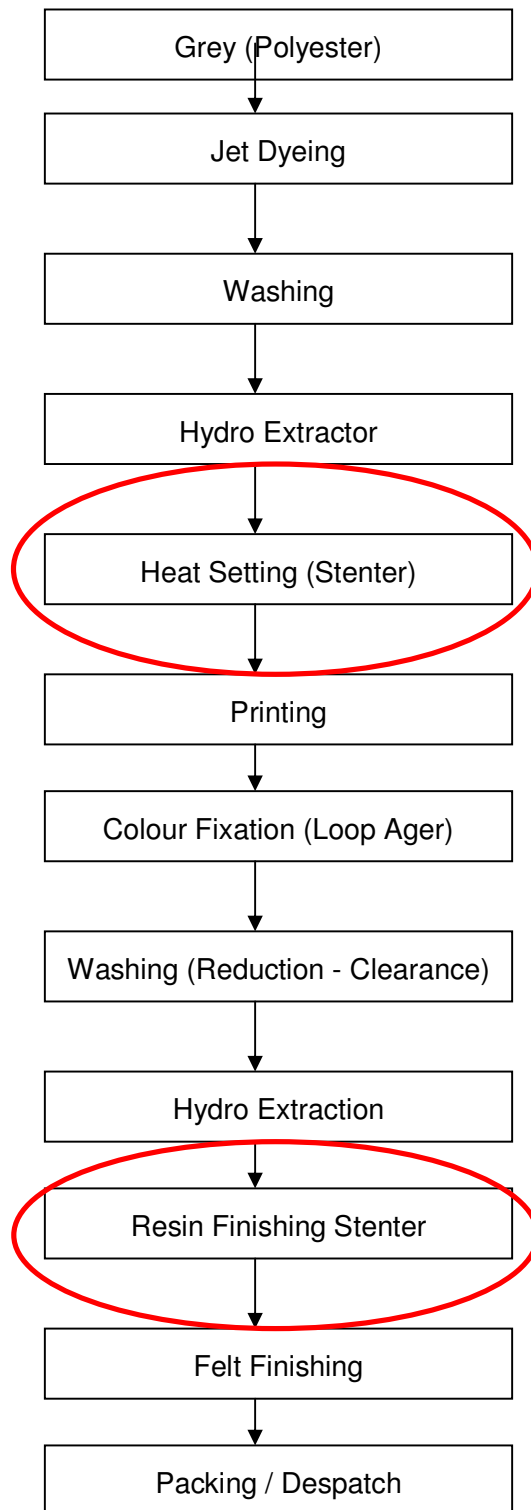 Grey (Polyester)
Jet Dyeing
Washing
Hydro Extractor
Heat Setting (Stenter)
Printing
Colour Fixation (Loop Ager)
Washing (Reduction - Clearance)
Hydro Extraction
Resin Finishing Stenter
Felt Finishing
Packing / Despatch